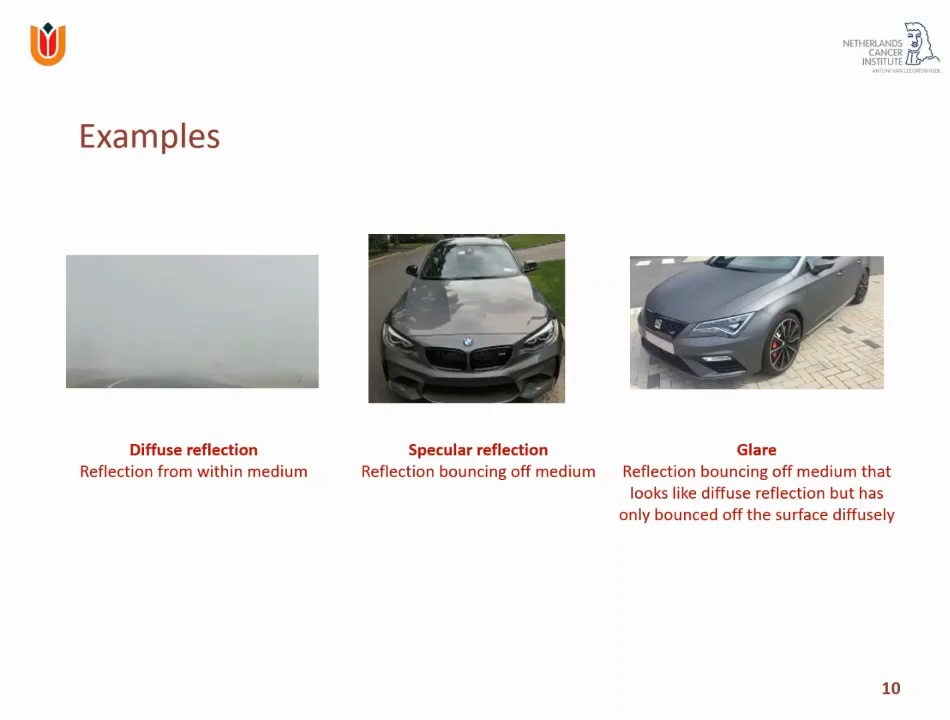 NETHERLANDS
CANCER
INSTITUTE
ANTONI VAN LEEUWENHOEK
Examples
Diffuse reflection
Reflection from within medium
Specular reflection
Reflection bouncing off medium
Glare
Reflection bouncing off medium that
looks like diffuse reflection but has
only bounced off the surface diffusely
10